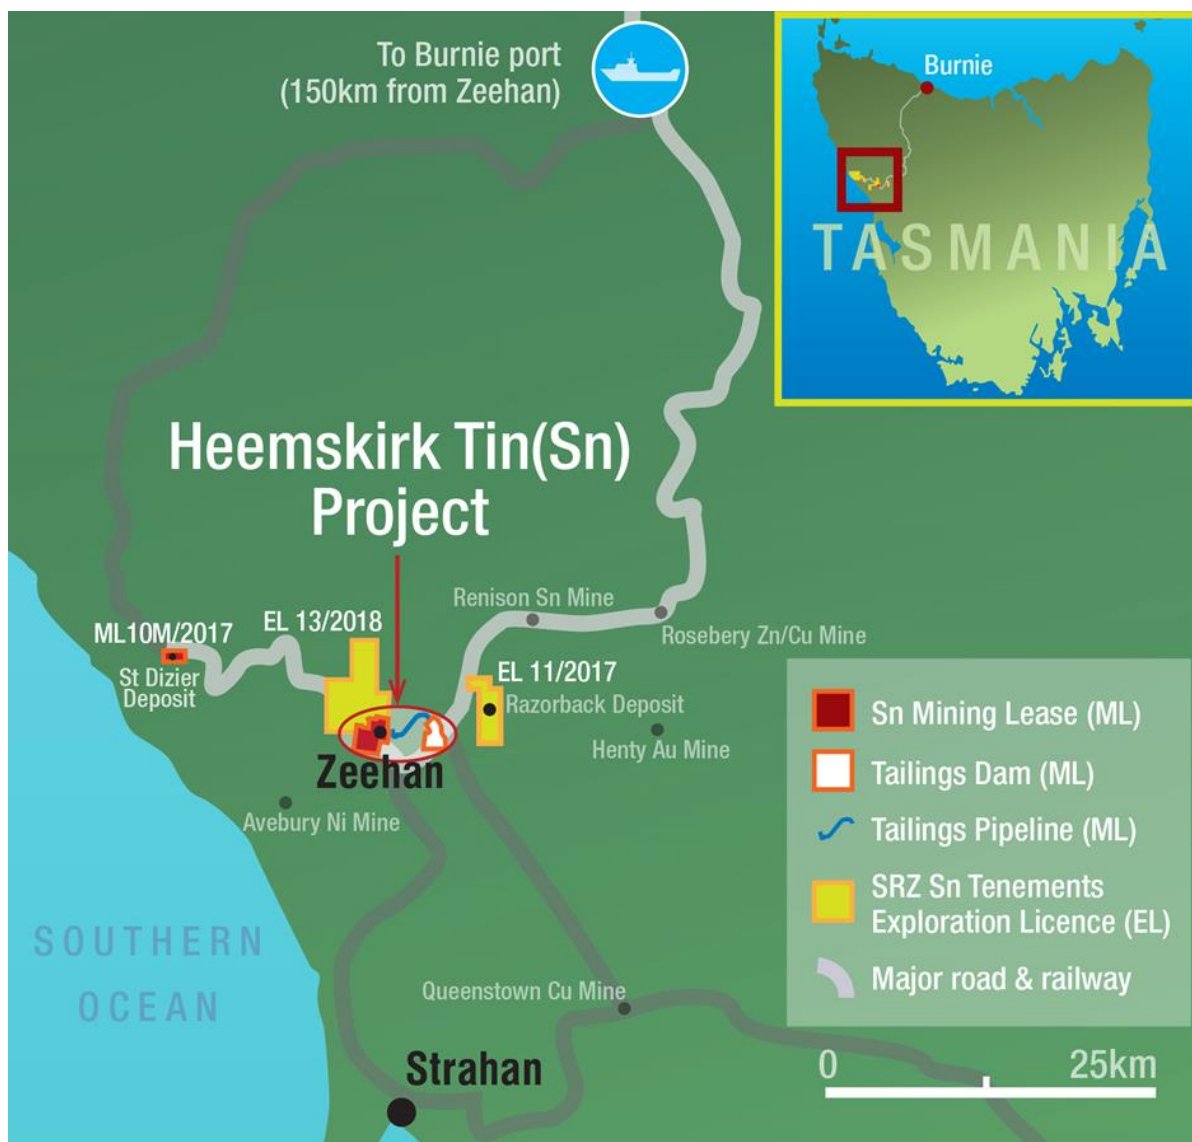 To Burnie port
(150km from Zeehan)
Burnie
TASMANIA
Heemskirk Tin(Sn)
Project
Renison Sn Mine
Rosebery Zn/Cu Mine
ML10M/2017
EL 13/2018
St Dizier
Deposit
EL 11/2017
Razorback Deposit
Henty Au Mine
Zeehan
Avebury Ni Mine
SOUTHERN
OCEAN
Queenstown Cu Mine
Strahan
Sn Mining Lease (ML)
Tailings Dam (ML)
Tailings Pipeline (ML)
SRZ Sn Tenements
Exploration Licence (EL)
Major road & railway
0 25km